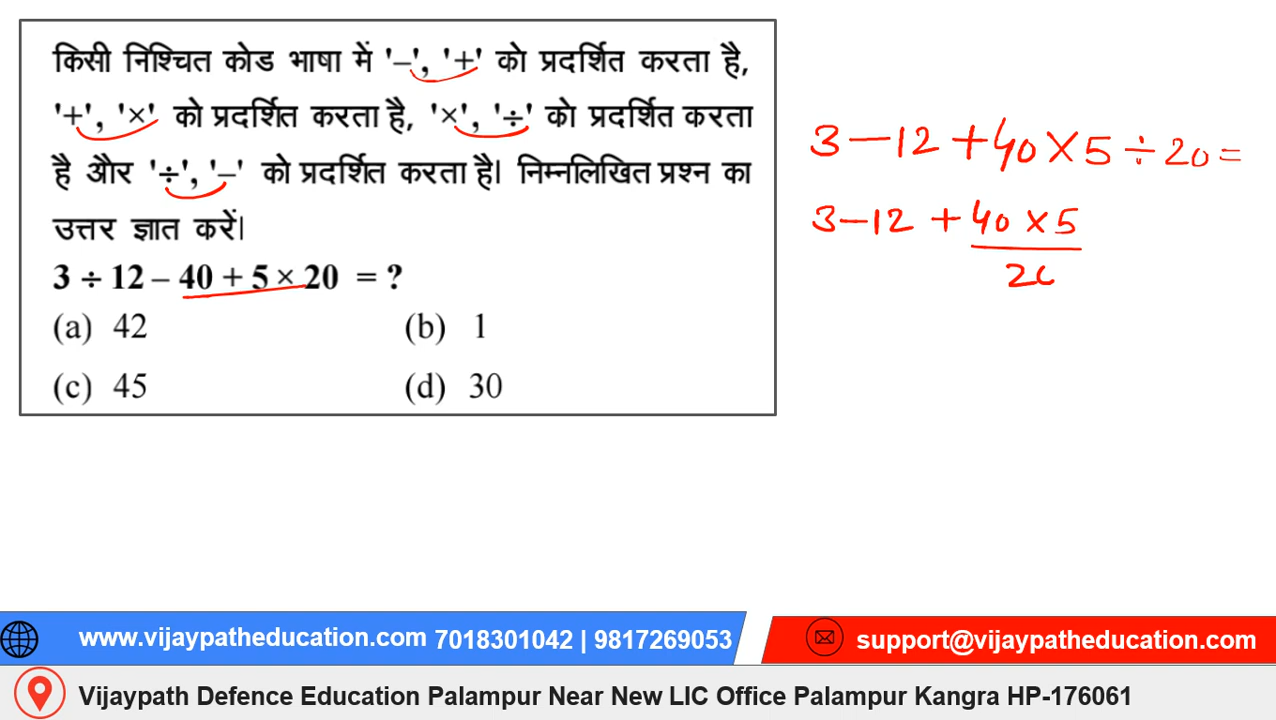 किसी निश्चित कोड भाषा में '–', '+' को प्रदर्शित करता है,
'+', '×' को प्रदर्शित करता है, '×', '÷' को प्रदर्शित करता
है और '÷', '–' को प्रदर्शित करता है। निम्नलिखित प्रश्न का
उत्तर ज्ञात करें।
3 ÷ 12 – 40 + 5 × 20 = ?
(a) 42 (b) 1
(c) 45 (d) 30
3 – 12 + 40 × 5 ÷ 20 =
3 – 12 + 40 × 5
20
www.vijaypatheducation.com 7018301042 | 9817269053
support@vijaypatheducation.com
Vijaypath Defence Education Palampur Near New LIC Office Palampur Kangra HP-176061